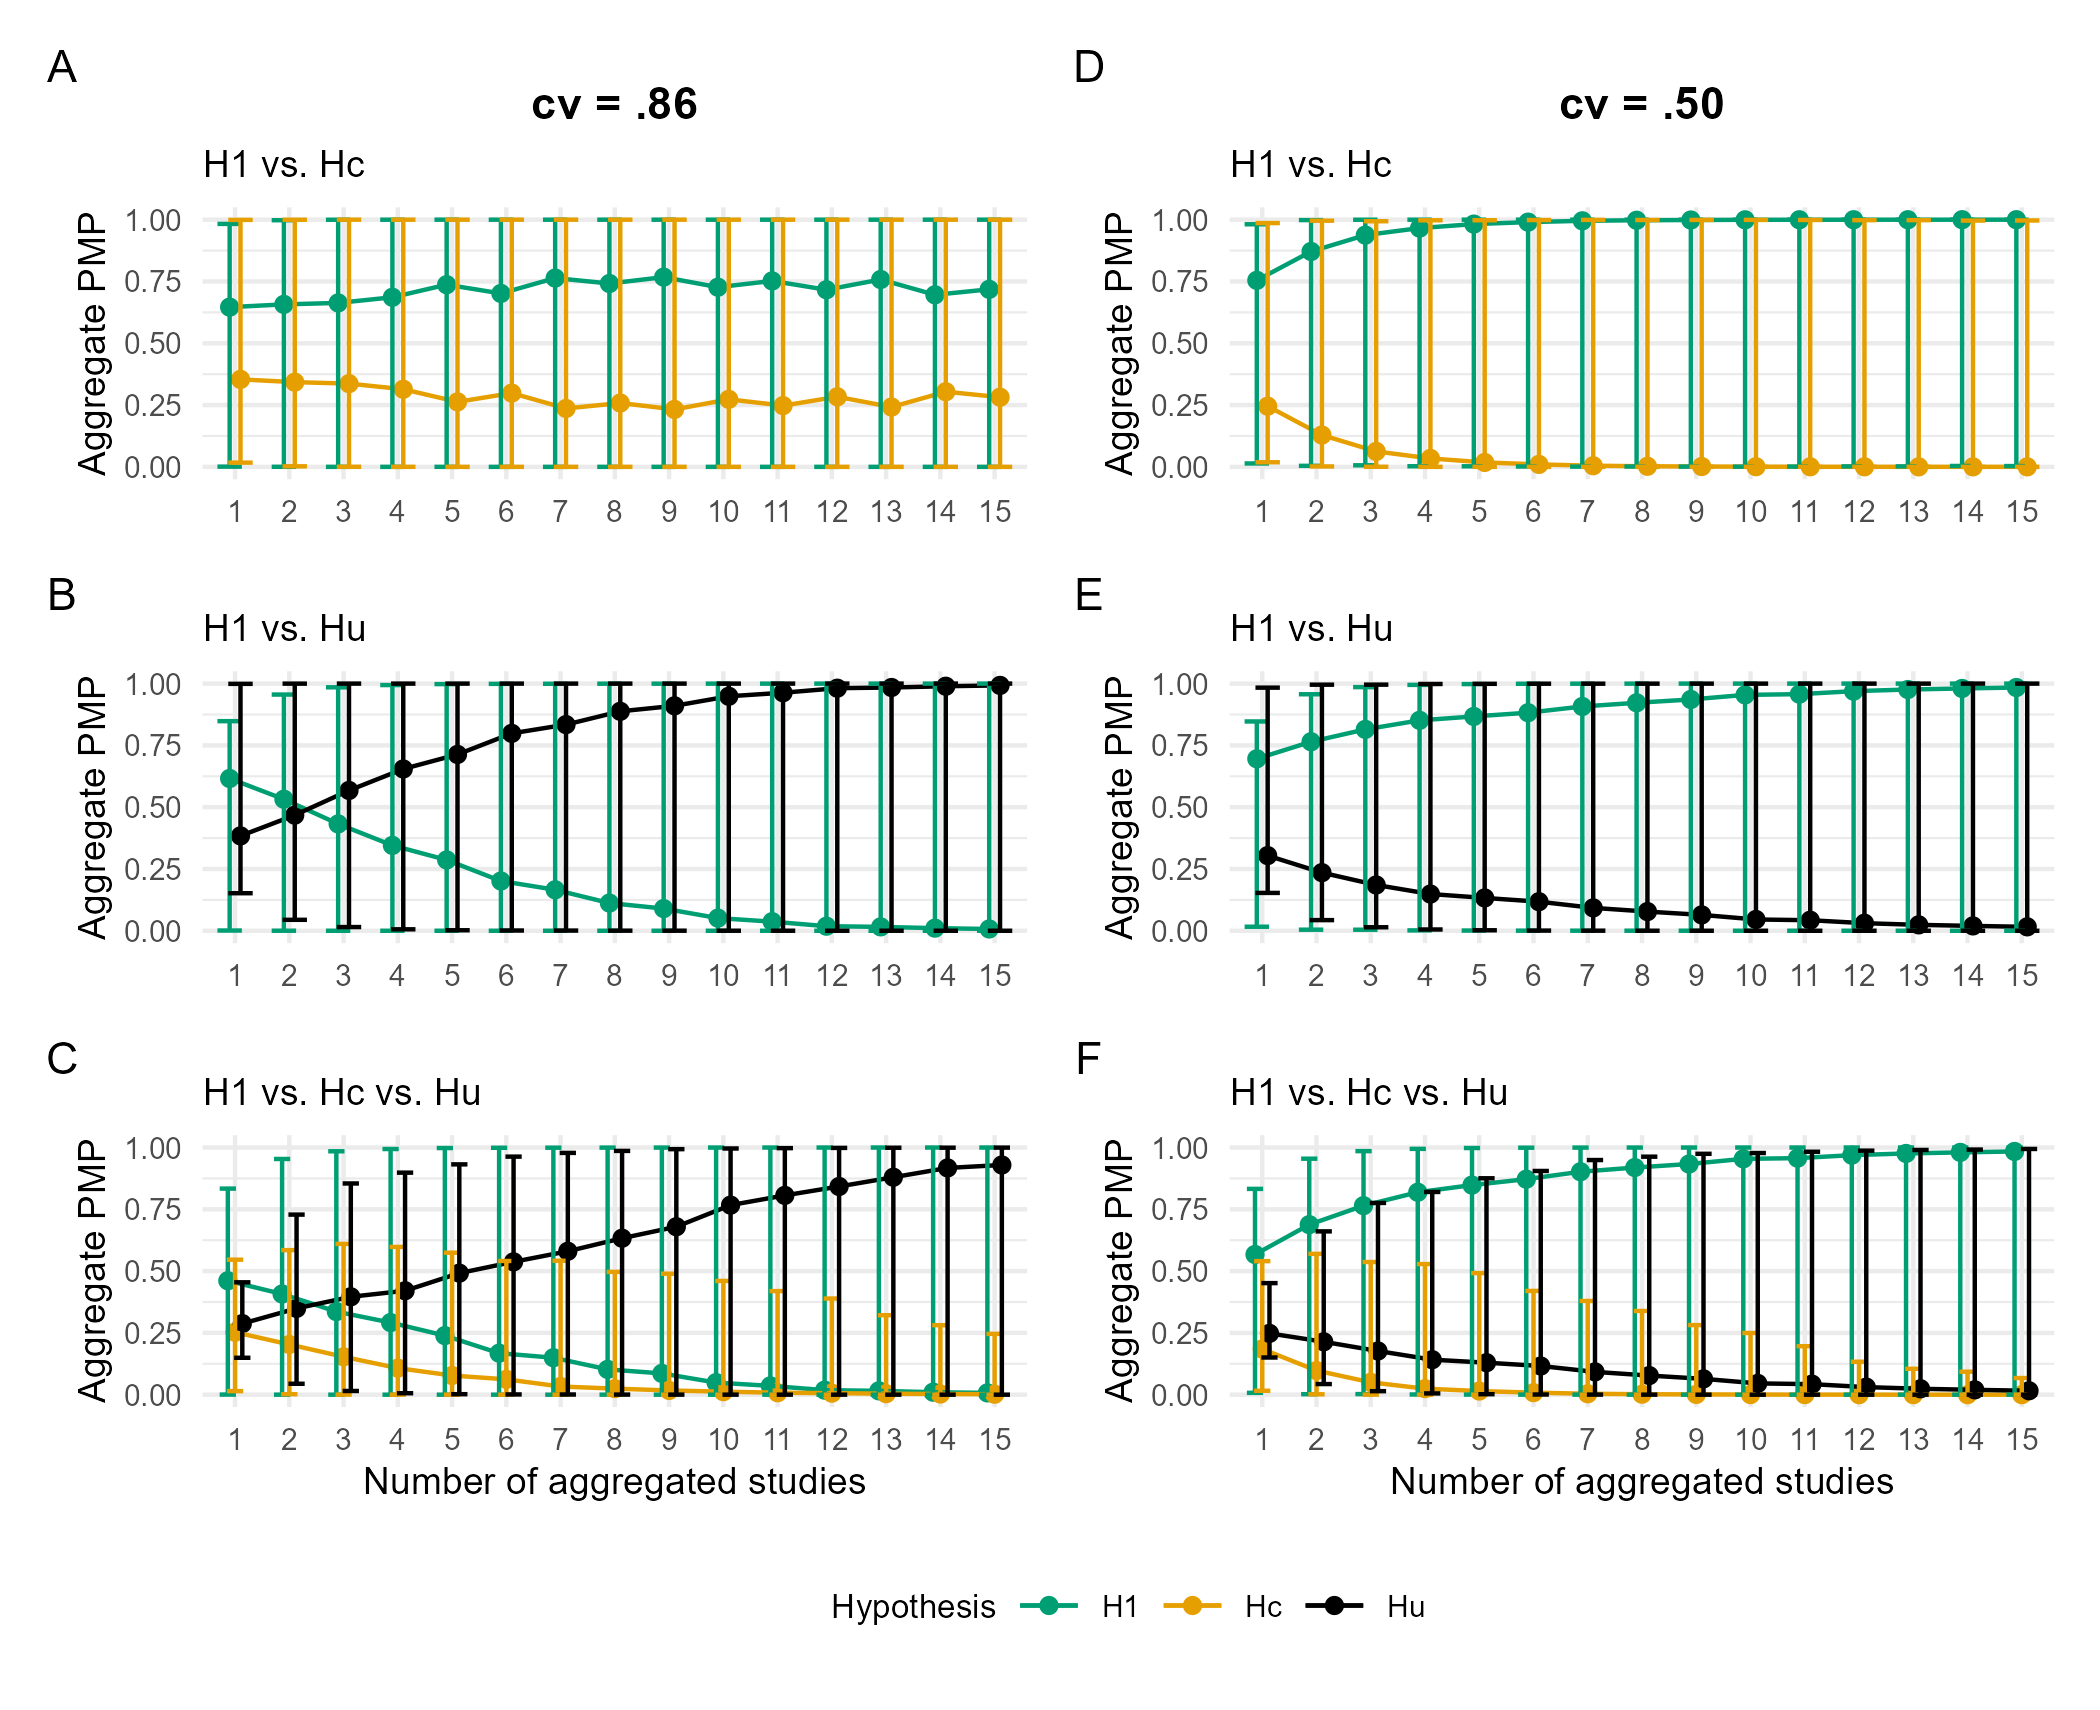 A
cv = .86
H1 vs. Hc
Aggregate PMP
1.00
0.75
0.50
0.25
0.00
1 2 3 4 5 6 7 8 9 10 11 12 13 14 15
B
H1 vs. Hu
Aggregate PMP
1.00
0.75
0.50
0.25
0.00
1 2 3 4 5 6 7 8 9 10 11 12 13 14 15
C
H1 vs. Hc vs. Hu
Aggregate PMP
1.00
0.75
0.50
0.25
0.00
1 2 3 4 5 6 7 8 9 10 11 12 13 14 15
Number of aggregated studies
D
cv = .50
H1 vs. Hc
Aggregate PMP
1.00
0.75
0.50
0.25
0.00
1 2 3 4 5 6 7 8 9 10 11 12 13 14 15
E
H1 vs. Hu
Aggregate PMP
1.00
0.75
0.50
0.25
0.00
1 2 3 4 5 6 7 8 9 10 11 12 13 14 15
F
H1 vs. Hc vs. Hu
Aggregate PMP
1.00
0.75
0.50
0.25
0.00
1 2 3 4 5 6 7 8 9 10 11 12 13 14 15
Number of aggregated studies
Hypothesis H1 Hc Hu